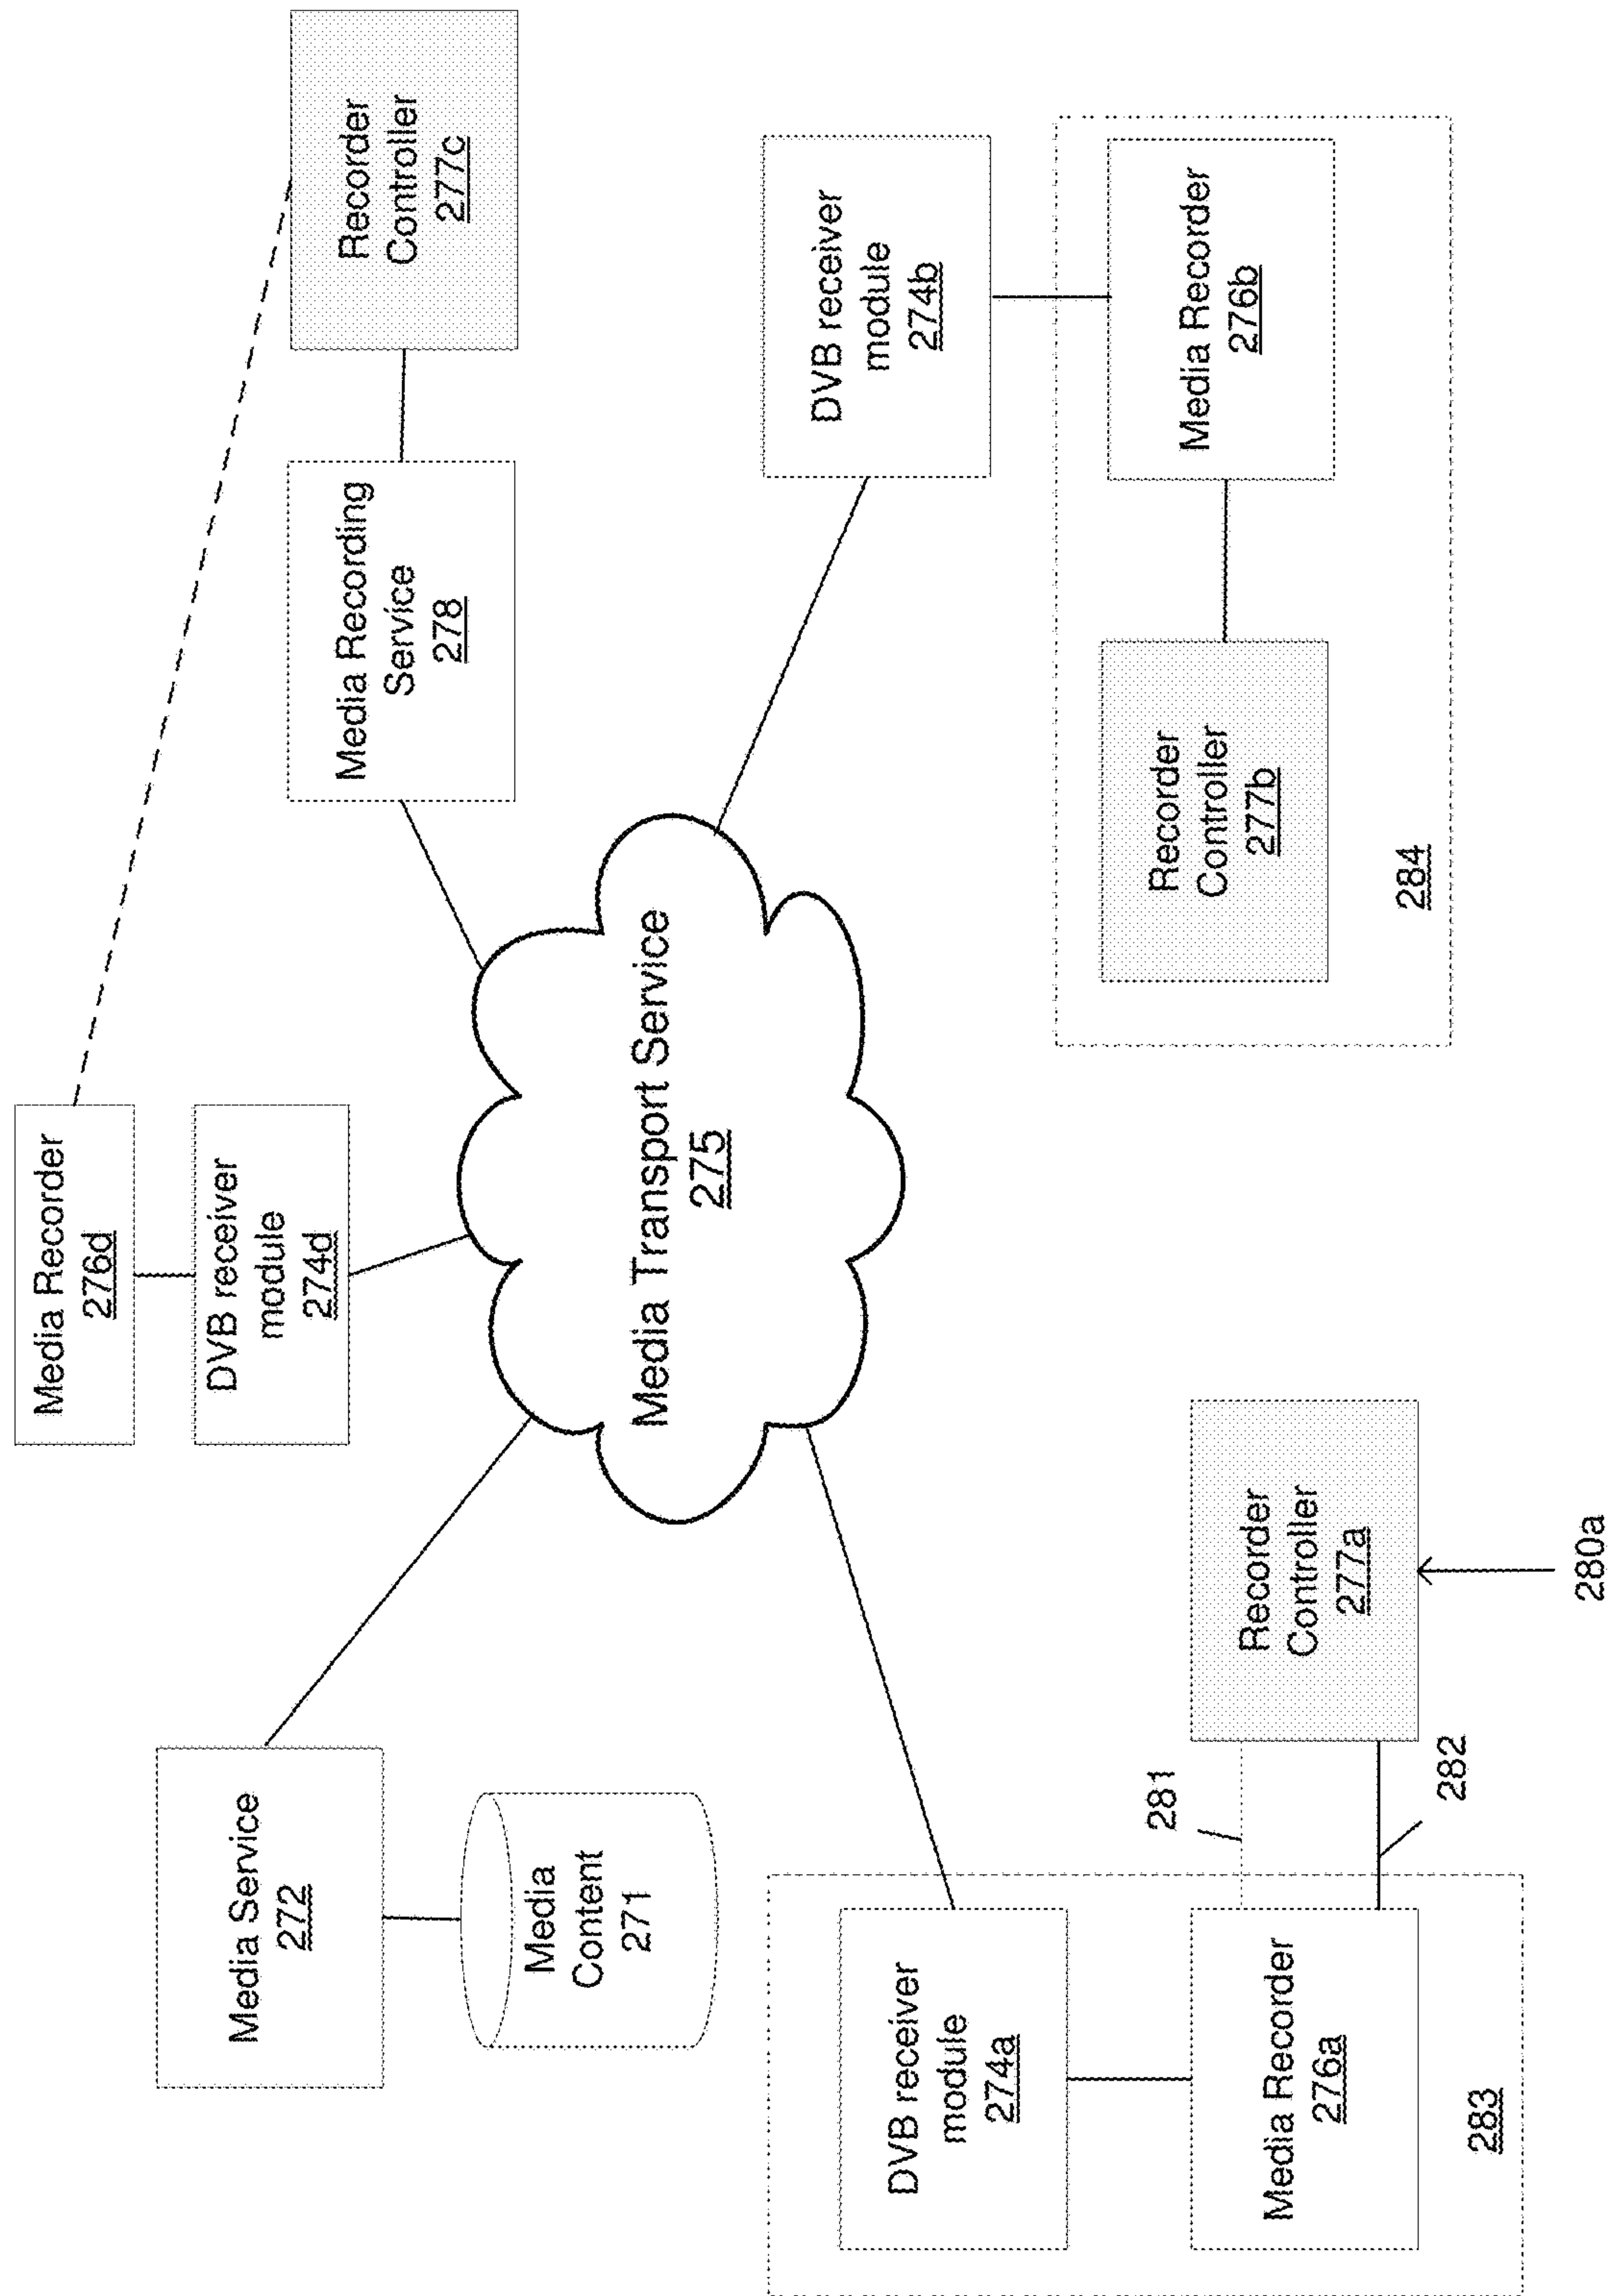 Media Recorder
276d
DVB receiver
module
274d
Recorder
Controller
277c
Media Service
272
Media
Content
271
Media Recording
Service
278
Media Transport Service
275
DVB receiver
module
274a
DVB receiver
module
274b
281
282
Media Recorder
276a
283
Recorder
Controller
277a
280a
Recorder
Controller
277b
Media Recorder
276b
284